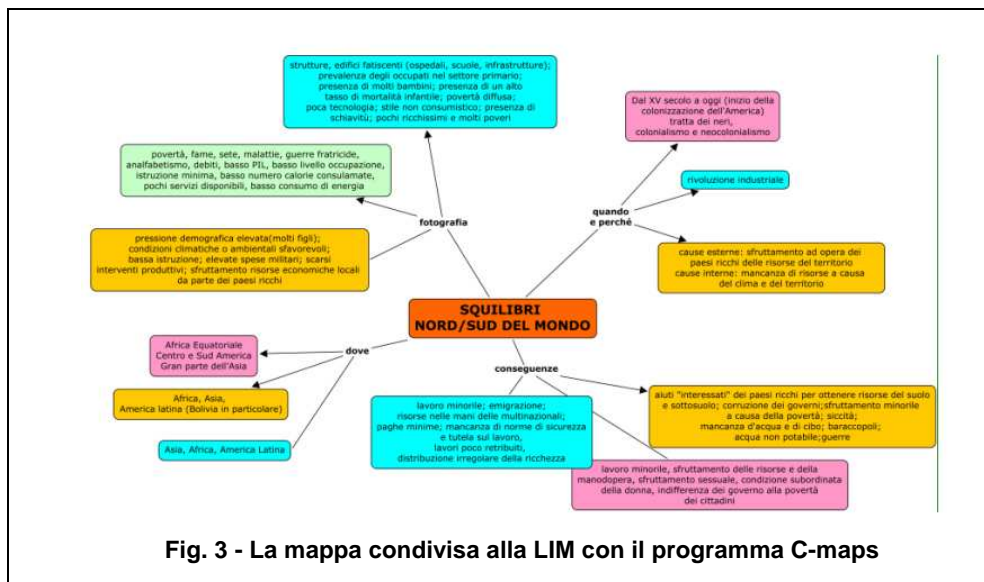 strutture, edifici fatiscenti (ospedali, scuole, infrastrutture);
prevalenza degli occupati nel settore primario;
presenza di molti bambini; presenza di un alto
tasso di mortalità infantile; povertà diffusa;
poca tecnologia; stile non consumistico; presenza di
schiavitù; pochi ricchissimi e molti poveri
Dal XV secolo a oggi (inizio della
colonizzazione dell'America)
tratta dei neri,
colonialismo e neocolonialismo
povertà, fame, sete, malattie, guerre fratricide,
analfabetismo, debiti, basso PIL, basso livello occupazione,
istruzione minima, basso numero calorie consulamate,
pochi servizi disponibili, basso consumo di energia
rivoluzione industriale
fotografia
quando
e perché
pressione demografica elevata(molti figli);
condizioni climatiche o ambientali sfavorevoli;
bassa istruzione; elevate spese militari; scarsi
interventi produttivi; sfruttamento risorse economiche locali
da parte dei paesi ricchi
cause esterne: sfruttamento ad opera dei
paesi ricchi delle risorse del territorio
cause interne: mancanza di risorse a causa
del clima e del territorio
SQUILIBRI
NORD/SUD DEL MONDO
Africa Equatoriale
Centro e Sud America
Gran parte dell'Asia
dove
conseguenze
Africa, Asia,
America latina (Bolivia in particolare)
Asia, Africa, America Latina
lavoro minorile; emigrazione;
risorse nelle mani delle multinazionali;
paghe minime; mancanza di norme di sicurezza
e tutela sul lavoro,
lavori poco retribuiti,
distribuzione irregolare della ricchezza
aiuti "interessati" dei paesi ricchi per ottenere risorse del suolo
e sottosuolo; corruzione dei governi;sfruttamento minorile
a causa della povertà; siccità;
mancanza d'acqua e di cibo; baraccopoli;
acqua non potabile;guerre
lavoro minorile, sfruttamento delle risorse e della
manodopera, sfruttamento sessuale, condizione subordinata
della donna, indifferenza dei governo alla povertà
dei cittadini
Fig. 3 - La mappa condivisa alla LIM con il programma C-maps